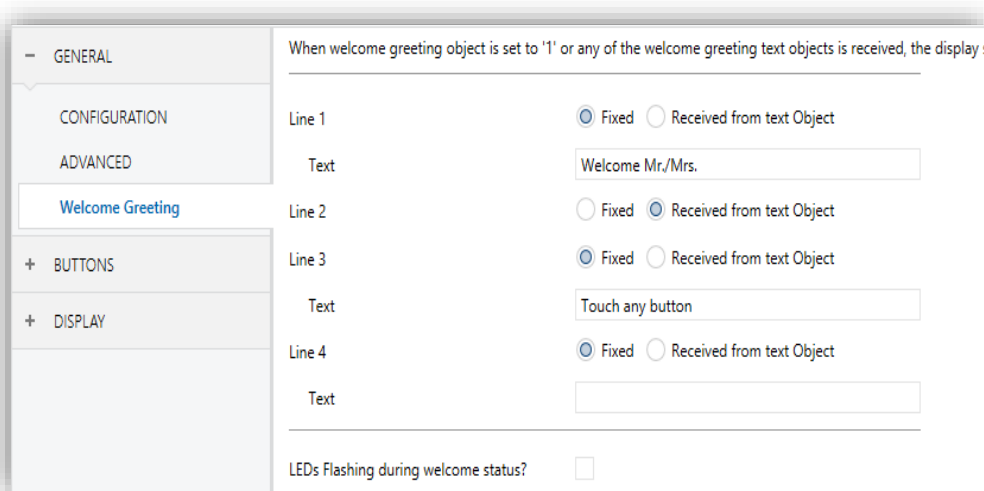 − GENERAL
CONFIGURATION
ADVANCED
Welcome Greeting
+ BUTTONS
+ DISPLAY
When welcome greeting object is set to '1' or any of the welcome greeting text objects is received, the display
Line 1 Fixed Received from text Object
Text Welcome Mr./Mrs.
Line 2 Fixed Received from text Object
Line 3 Fixed Received from text Object
Text Touch any button
Line 4 Fixed Received from text Object
Text
LEDs Flashing during welcome status?